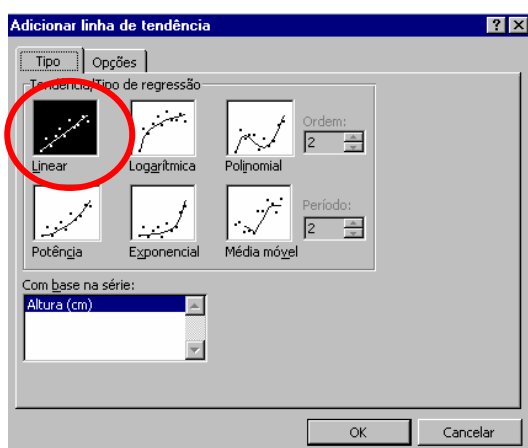 Adicionar linha de tendência
Tipo Opções
Tendência/Tipo de regressão
Linear Logarítmica Polinomial Ordem: 2
Potência Exponencial Média móvel Período: 2
Com base na série:
Altura (cm)
OK Cancelar